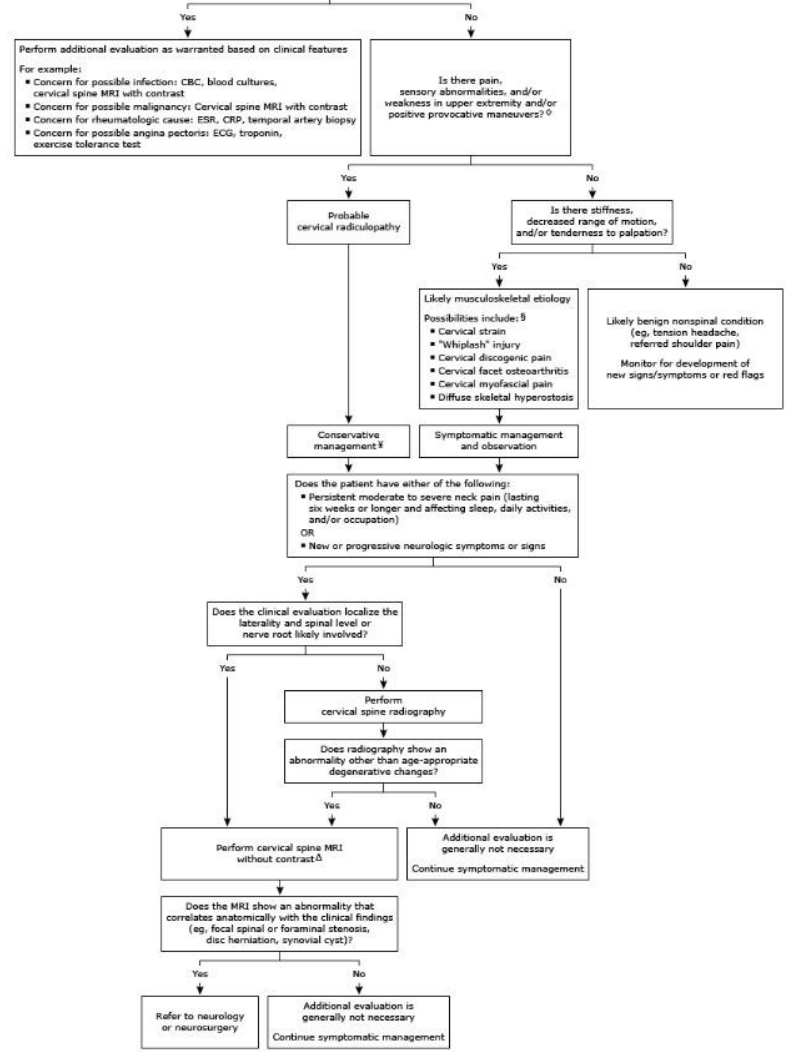 Yes
No
Perform additional evaluation as warranted based on clinical features
For example:
▪ Concern for possible infection: CBC, blood cultures,
cervical spine MRI with contrast
▪ Concern for possible malignancy: Cervical spine MRI with contrast
▪ Concern for rheumatologic cause: ESR, CRP, temporal artery biopsy
▪ Concern for possible angina pectoris: ECG, troponin,
exercise tolerance test
Is there pain,
sensory abnormalities, and/or
weakness in upper extremity and/or
positive provocative maneuvers?◊
Yes
No
Probable
cervical radiculopathy
Is there stiffness,
decreased range of motion,
and/or tenderness to palpation?
Yes
No
Likely musculoskeletal etiology
Possibilities include:§
▪ Cervical strain
▪ "Whiplash" injury
▪ Cervical discogenic pain
▪ Cervical facet osteoarthritis
▪ Cervical myofascial pain
▪ Diffuse skeletal hyperostosis
Likely benign nonspinal condition
(eg, tension headache,
referred shoulder pain)
Monitor for development of
new signs/symptoms or red flags
Conservative
management¥
Symptomatic management
and observation
Does the patient have either of the following:
▪ Persistent moderate to severe neck pain (lasting
six weeks or longer and affecting sleep, daily activities,
and/or occupation)
OR
▪ New or progressive neurologic symptoms or signs
Yes
No
Does the clinical evaluation localize the
laterality and spinal level or
nerve root likely involved?
Yes
No
Perform
cervical spine radiography
Does radiography show an
abnormality other than age-appropriate
degenerative changes?
Yes
No
Perform cervical spine MRI
without contrastΔ
Additional evaluation is
generally not necessary
Continue symptomatic management
Does the MRI show an abnormality that
correlates anatomically with the clinical findings
(eg, focal spinal or foraminal stenosis,
disc herniation, synovial cyst)?
Yes
No
Refer to neurology
or neurosurgery
Additional evaluation is
generally not necessary
Continue symptomatic management